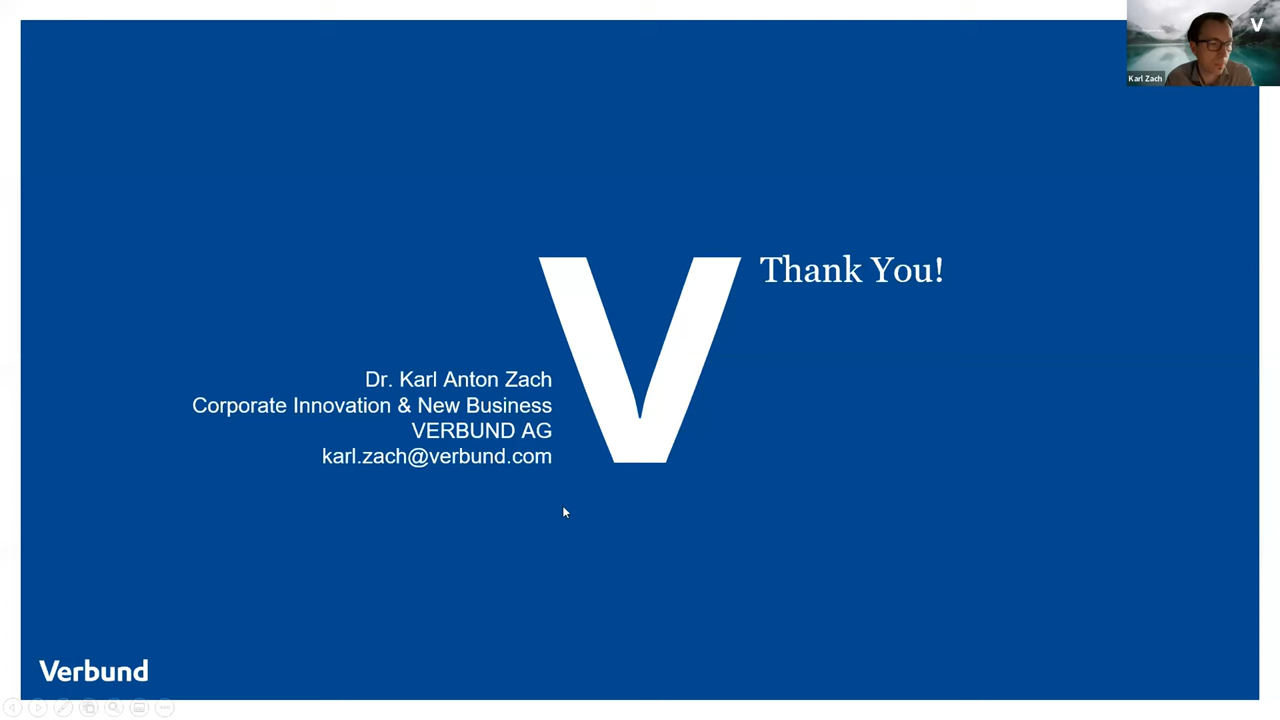 V
Karl Zach
Thank You!
V
Dr. Karl Anton Zach
Corporate Innovation & New Business
VERBUND AG
karl.zach@verbund.com
Verbund